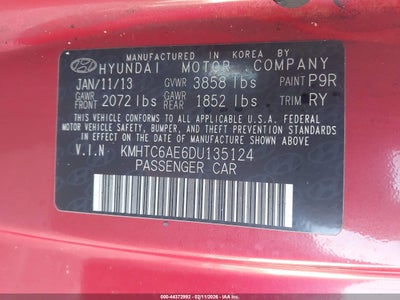 MANUFACTURED IN KOREA BY
HYUNDAI MOTOR COMPANY
JAN/11/13 GVWR 3858 lbs PAINT P9R
GAWR FRONT 2072 lbs GAWR REAR 1852 lbs TRIM RY
THIS VEHICLE CONFORMS TO ALL APPLICABLE U.S.A FEDERAL
MOTOR VEHICLE SAFETY, BUMPER, AND THEFT PREVENTION STANDARDS
IN EFFECT ON THE DATE OF MANUFACTURE SHOWN ABOVE.
V.I.N KMHTC6AE6DU135124
PASSENGER CAR
000-44372992 - 02/11/2026 - IAA Inc.